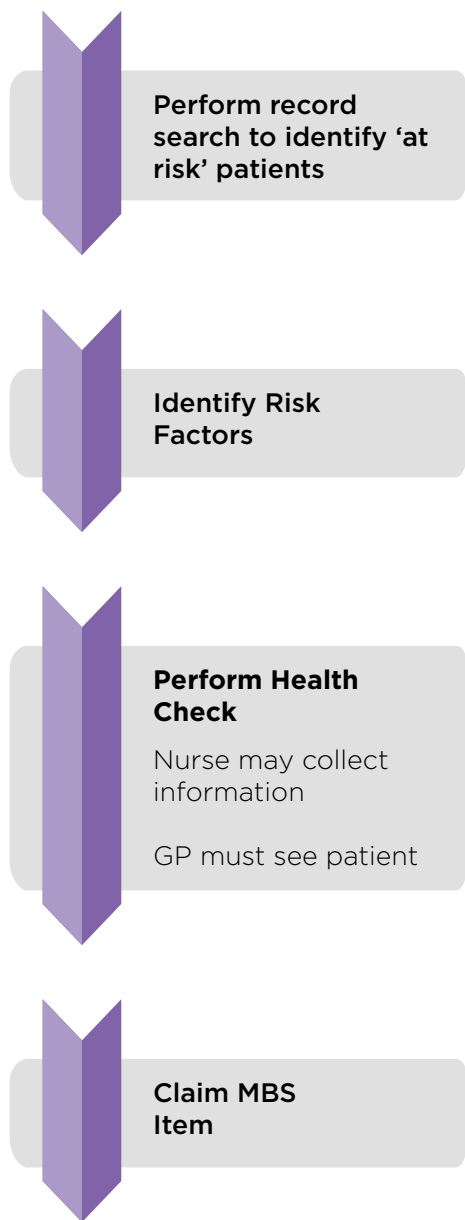 Perform record
search to identify ‘at
risk’ patients
Identify Risk
Factors
Perform Health
Check
Nurse may collect
information
GP must see patient
Claim MBS
Item